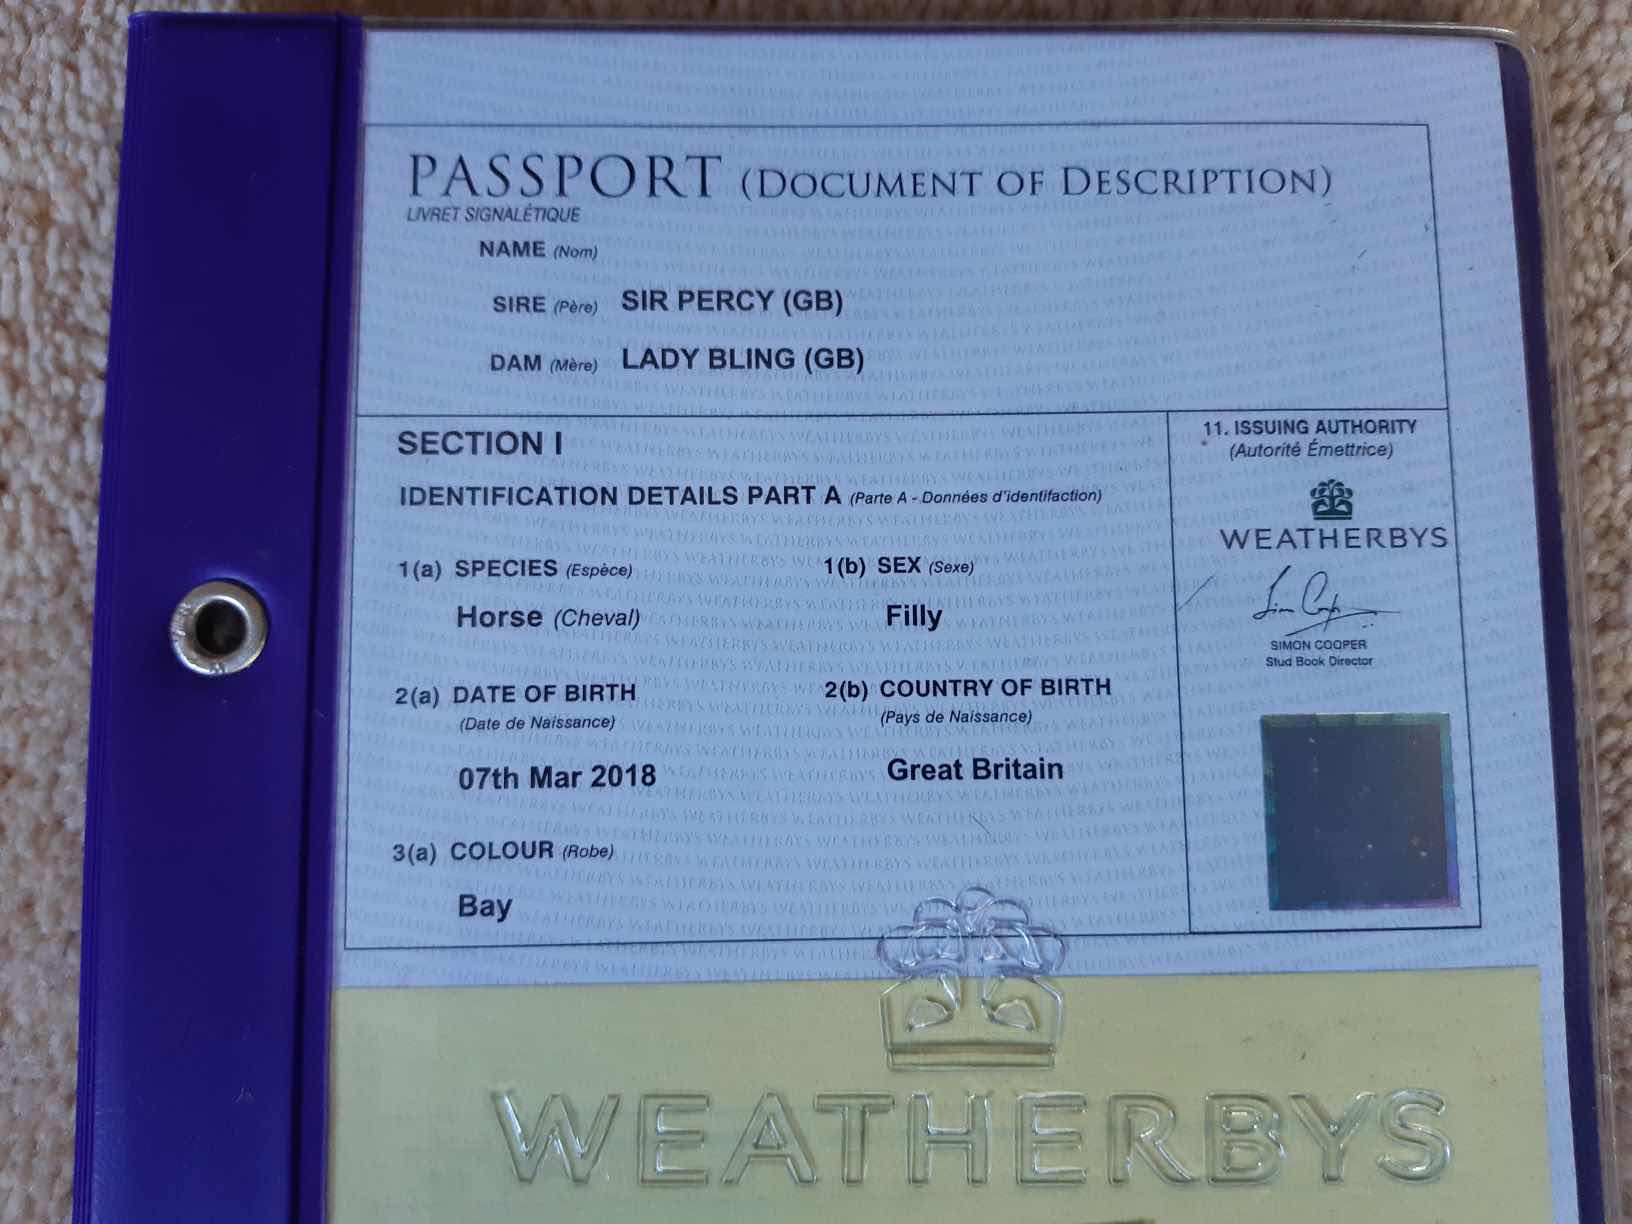 PASSPORT (DOCUMENT OF DESCRIPTION)
LIVRET SIGNALÉTIQUE
NAME (Nom)
SIRE (Père) SIR PERCY (GB)
DAM (Mère) LADY BLING (GB)
SECTION I
IDENTIFICATION DETAILS PART A (Parte A - Données d'identifaction)
1(a) SPECIES (Espèce)
Horse (Cheval)
1(b) SEX (Sexe)
Filly
2(a) DATE OF BIRTH
(Date de Naissance)
07th Mar 2018
2(b) COUNTRY OF BIRTH
(Pays de Naissance)
Great Britain
3(a) COLOUR (Robe)
Bay
11. ISSUING AUTHORITY
(Autorité Émettrice)
WEATHERBYS
SIMON COOPER
Stud Book Director
WEATHERBYS